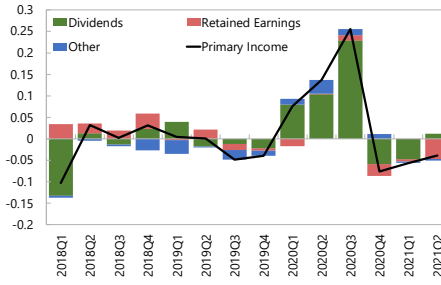 0.3
0.25
0.2
0.15
0.1
0.05
0
-0.05
-0.1
-0.15
-0.2
Dividends
Retained Earnings
Other
Primary Income
2018Q1
2018Q2
2018Q3
2018Q4
2019Q1
2019Q2
2019Q3
2019Q4
2020Q1
2020Q2
2020Q3
2020Q4
2021Q1
2021Q2